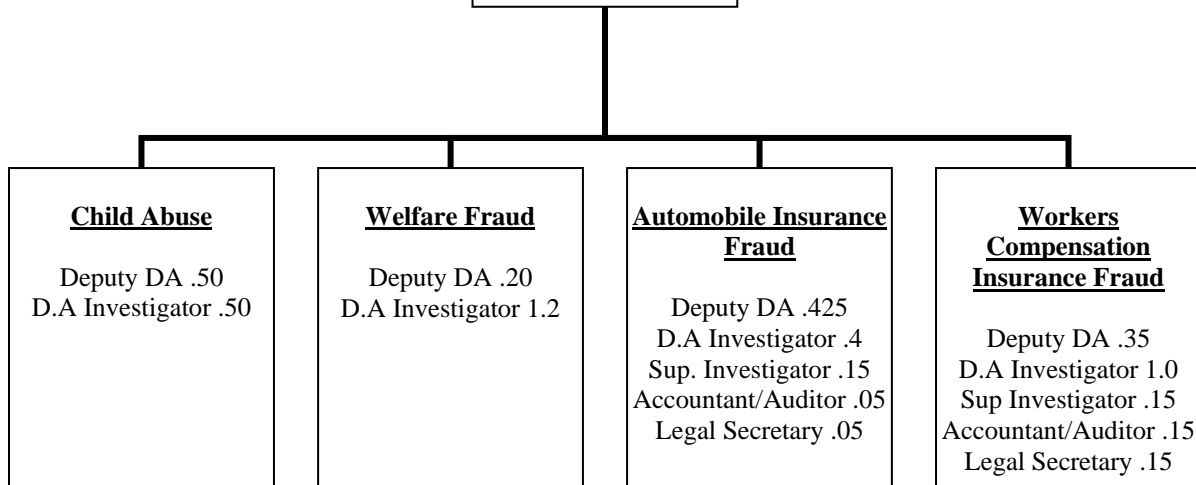 Child Abuse
Deputy DA .50
D.A Investigator .50
Welfare Fraud
Deputy DA .20
D.A Investigator 1.2
Automobile Insurance
Fraud
Deputy DA .425
D.A Investigator .4
Sup. Investigator .15
Accountant/Auditor .05
Legal Secretary .05
Workers
Compensation
Insurance Fraud
Deputy DA .35
D.A Investigator 1.0
Sup Investigator .15
Accountant/Auditor .15
Legal Secretary .15